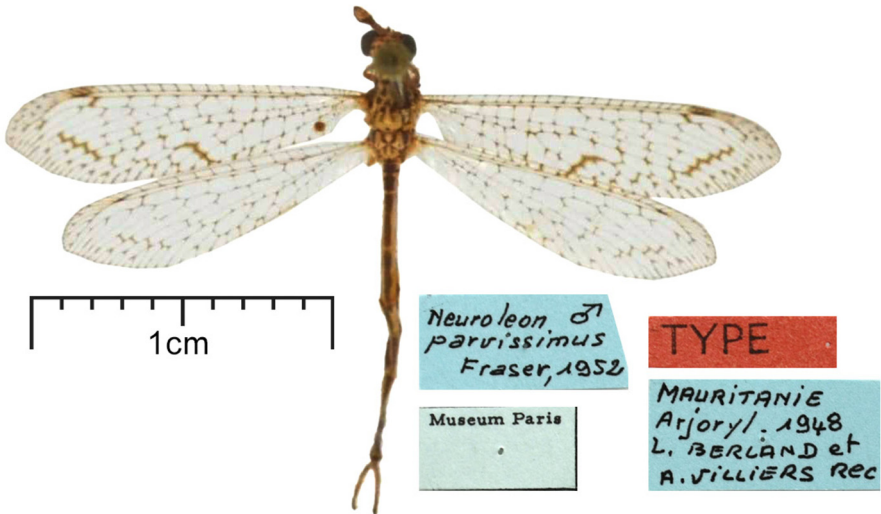 1cm
Neuroleon ♂
parvissimus
Fraser, 1952
TYPE
Museum Paris
MAURITANIE
Arjoryl. 1948
L. BERLAND et
A. VILLIERS Rec